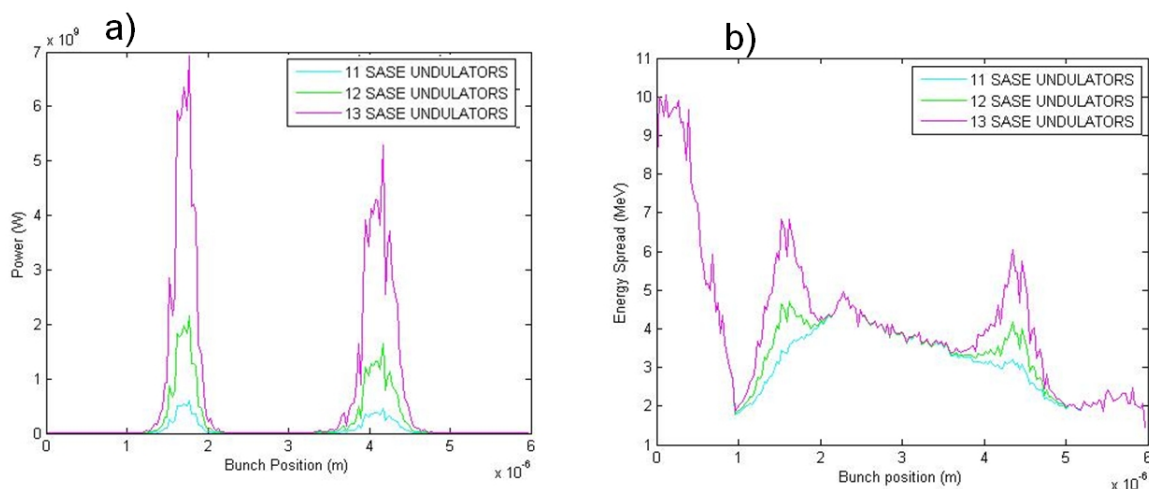 a)
x 10⁹
7
6
5
4
3
2
1
0
Power (W)
11 SASE UNDULATORS
12 SASE UNDULATORS
13 SASE UNDULATORS
0 1 2 3 4 5 6
Bunch Position (m)
x 10⁻⁶
b)
11
10
9
8
7
6
5
4
3
2
1
Energy Spread (MeV)
11 SASE UNDULATORS
12 SASE UNDULATORS
13 SASE UNDULATORS
0 1 2 3 4 5 6
Bunch position (m)
x 10⁻⁶